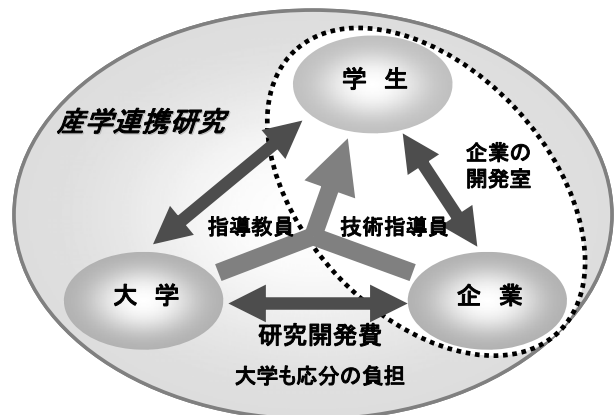 学 生
産学連携研究
企業の
開発室
指導教員
技術指導員
大 学
企 業
研究開発費
大学も応分の負担